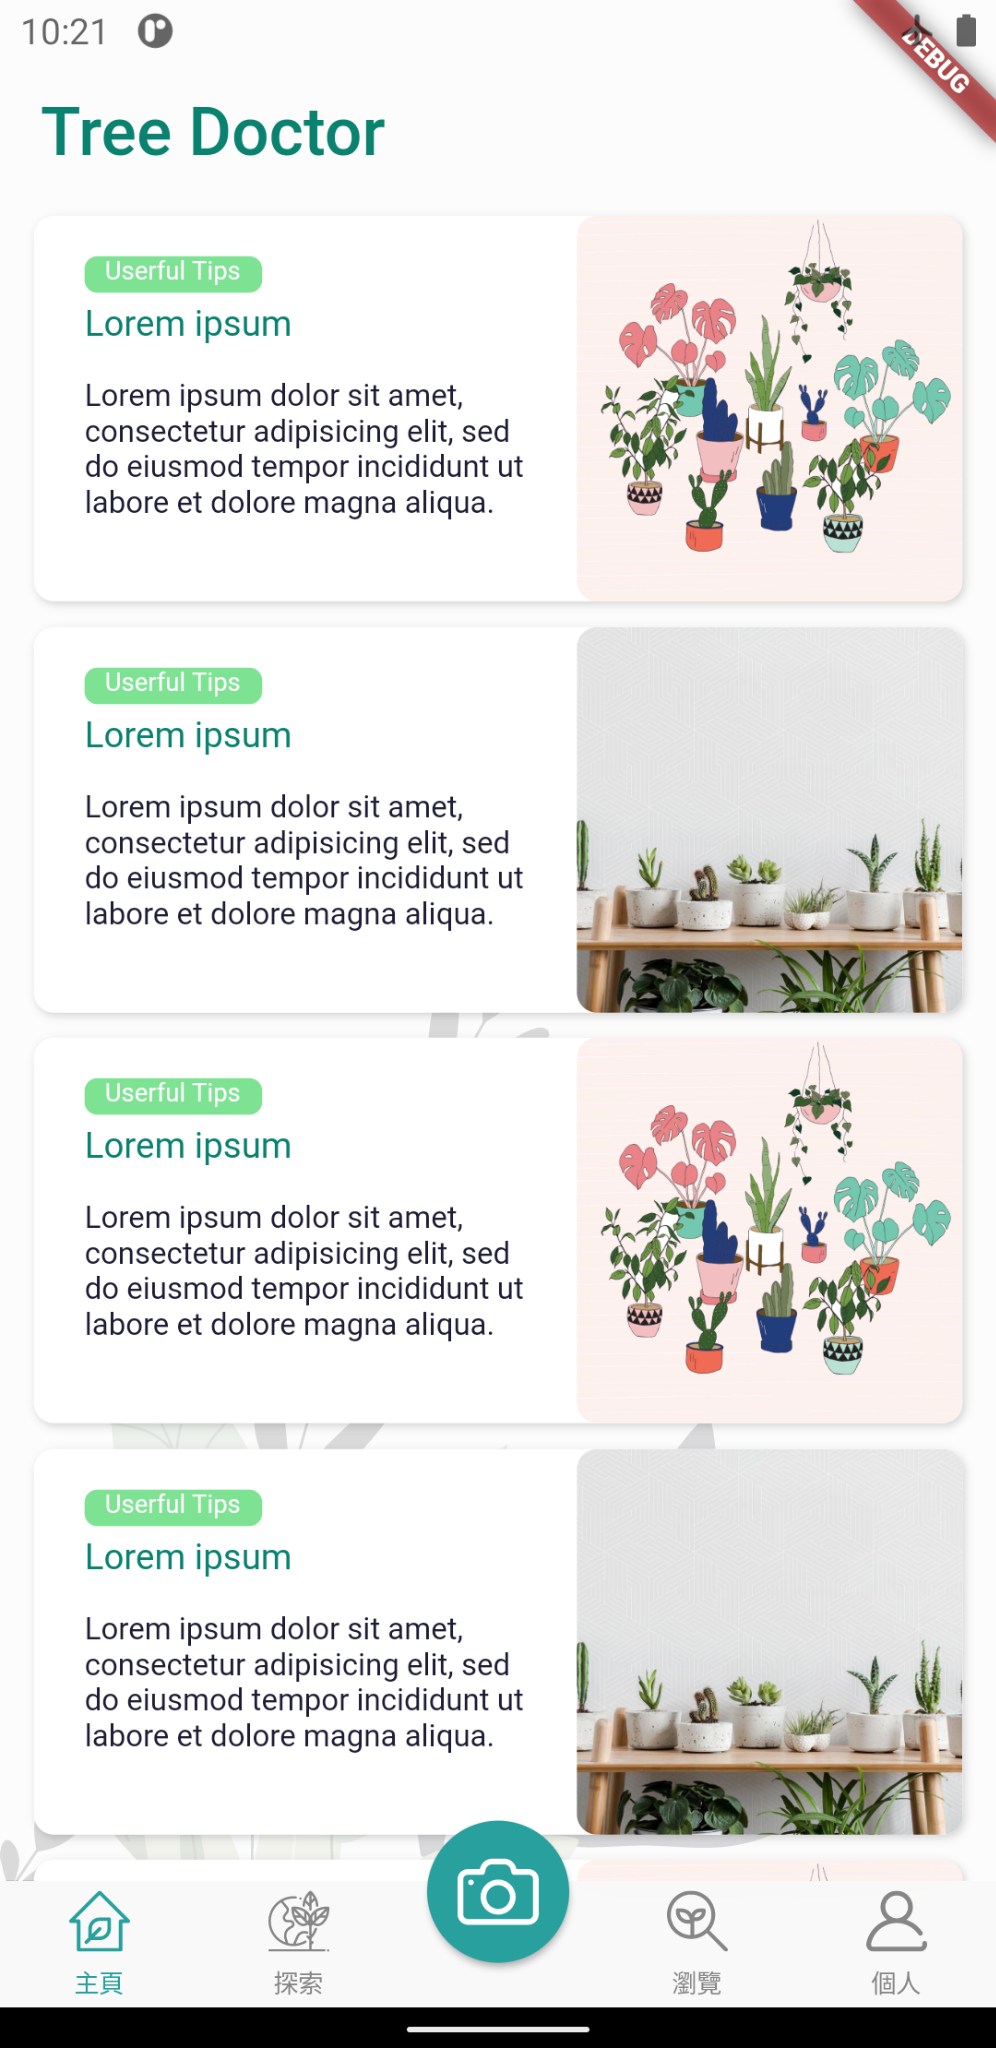 10:21
DEBUG
Tree Doctor
Userful Tips
Lorem ipsum
Lorem ipsum dolor sit amet,
consectetur adipisicing elit, sed
do eiusmod tempor incididunt ut
labore et dolore magna aliqua.
Userful Tips
Lorem ipsum
Lorem ipsum dolor sit amet,
consectetur adipisicing elit, sed
do eiusmod tempor incididunt ut
labore et dolore magna aliqua.
Userful Tips
Lorem ipsum
Lorem ipsum dolor sit amet,
consectetur adipisicing elit, sed
do eiusmod tempor incididunt ut
labore et dolore magna aliqua.
Userful Tips
Lorem ipsum
Lorem ipsum dolor sit amet,
consectetur adipisicing elit, sed
do eiusmod tempor incididunt ut
labore et dolore magna aliqua.
主頁
探索
瀏覽
個人